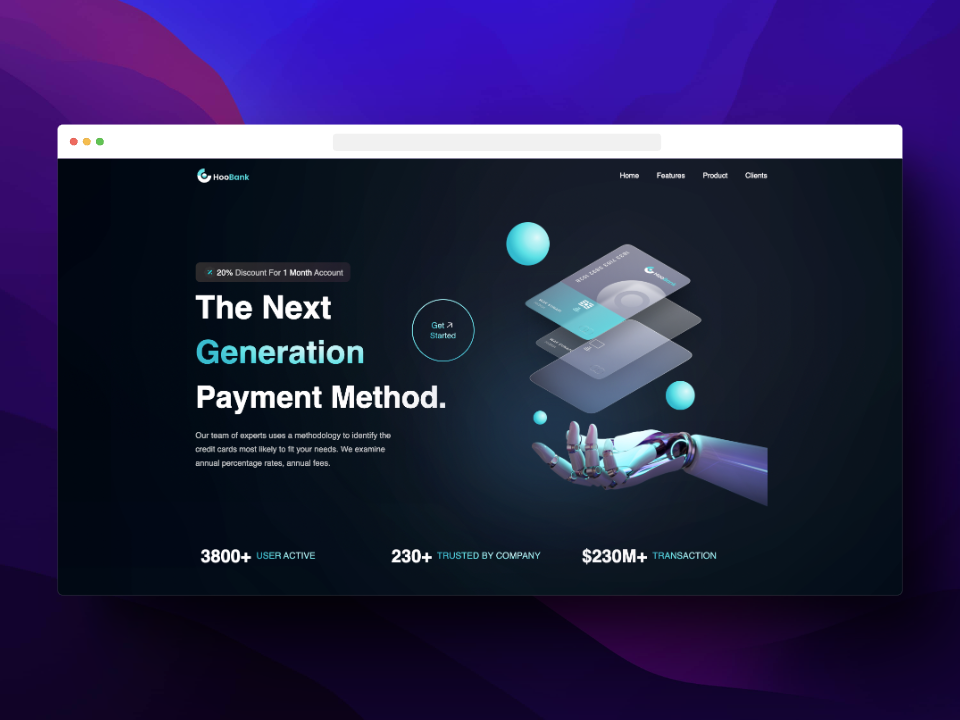 HooBank
Home Features Product Clients
20% Discount For 1 Month Account
The Next
Generation
Payment Method.
Get
Started
Our team of experts uses a methodology to identify the
credit cards most likely to fit your needs. We examine
annual percentage rates, annual fees.
HooBank
3800+ USER ACTIVE
230+ TRUSTED BY COMPANY
$230M+ TRANSACTION